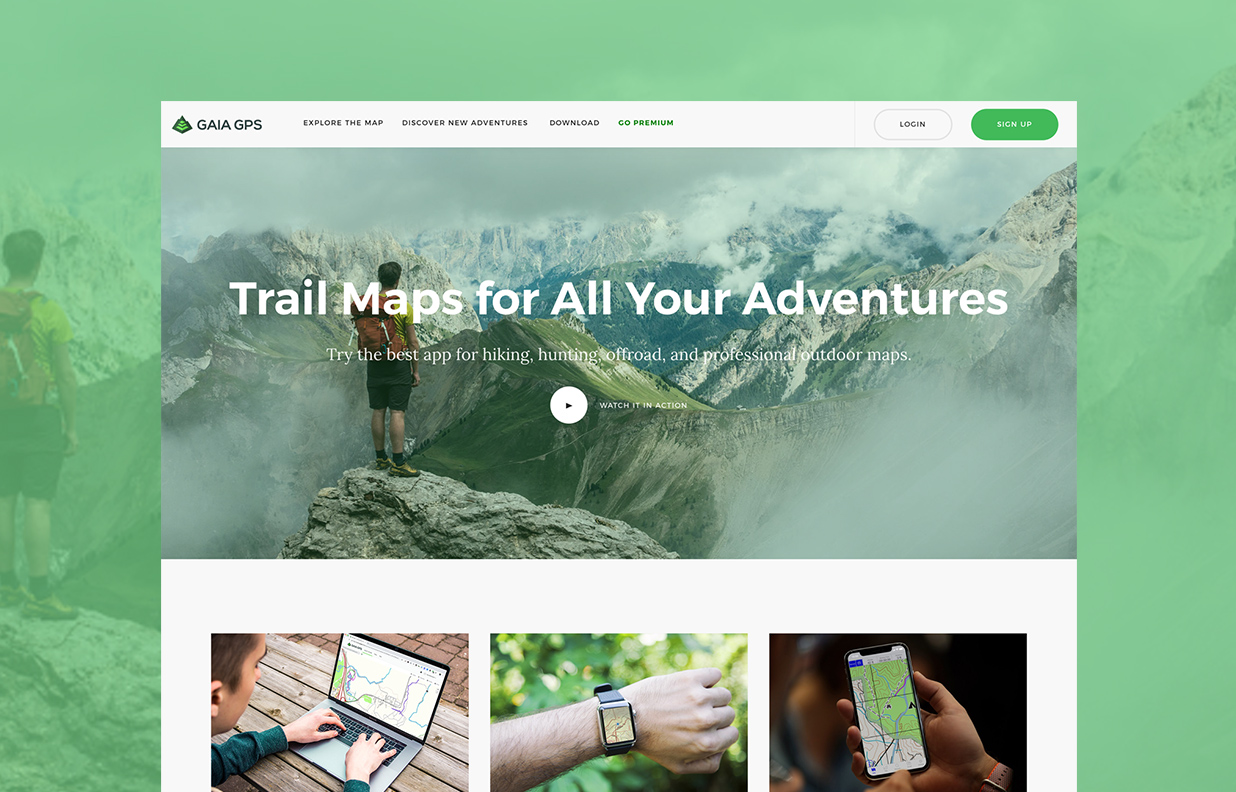 GAIA GPS
EXPLORE THE MAP
DISCOVER NEW ADVENTURES
DOWNLOAD
GO PREMIUM
LOGIN
SIGN UP
Trail Maps for All Your Adventures
Try the best app for hiking, hunting, offroad, and professional outdoor maps.
WATCH IT IN ACTION